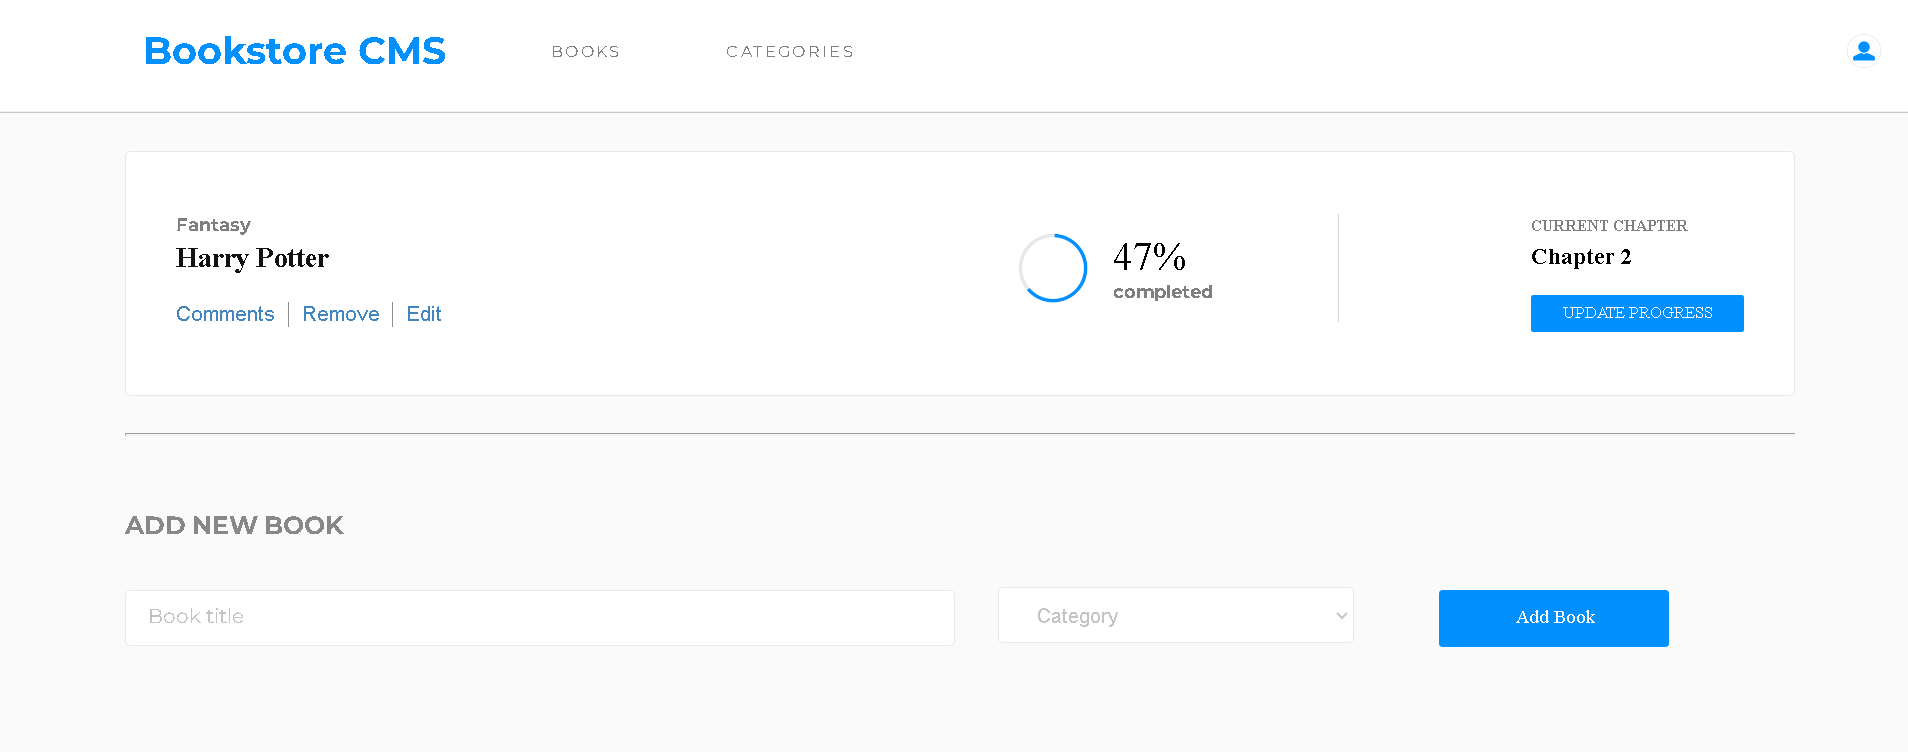 Bookstore CMS BOOKS CATEGORIES
Fantasy
Harry Potter
Comments Remove Edit
47%
completed
CURRENT CHAPTER
Chapter 2
UPDATE PROGRESS
ADD NEW BOOK
Book title Category Add Book